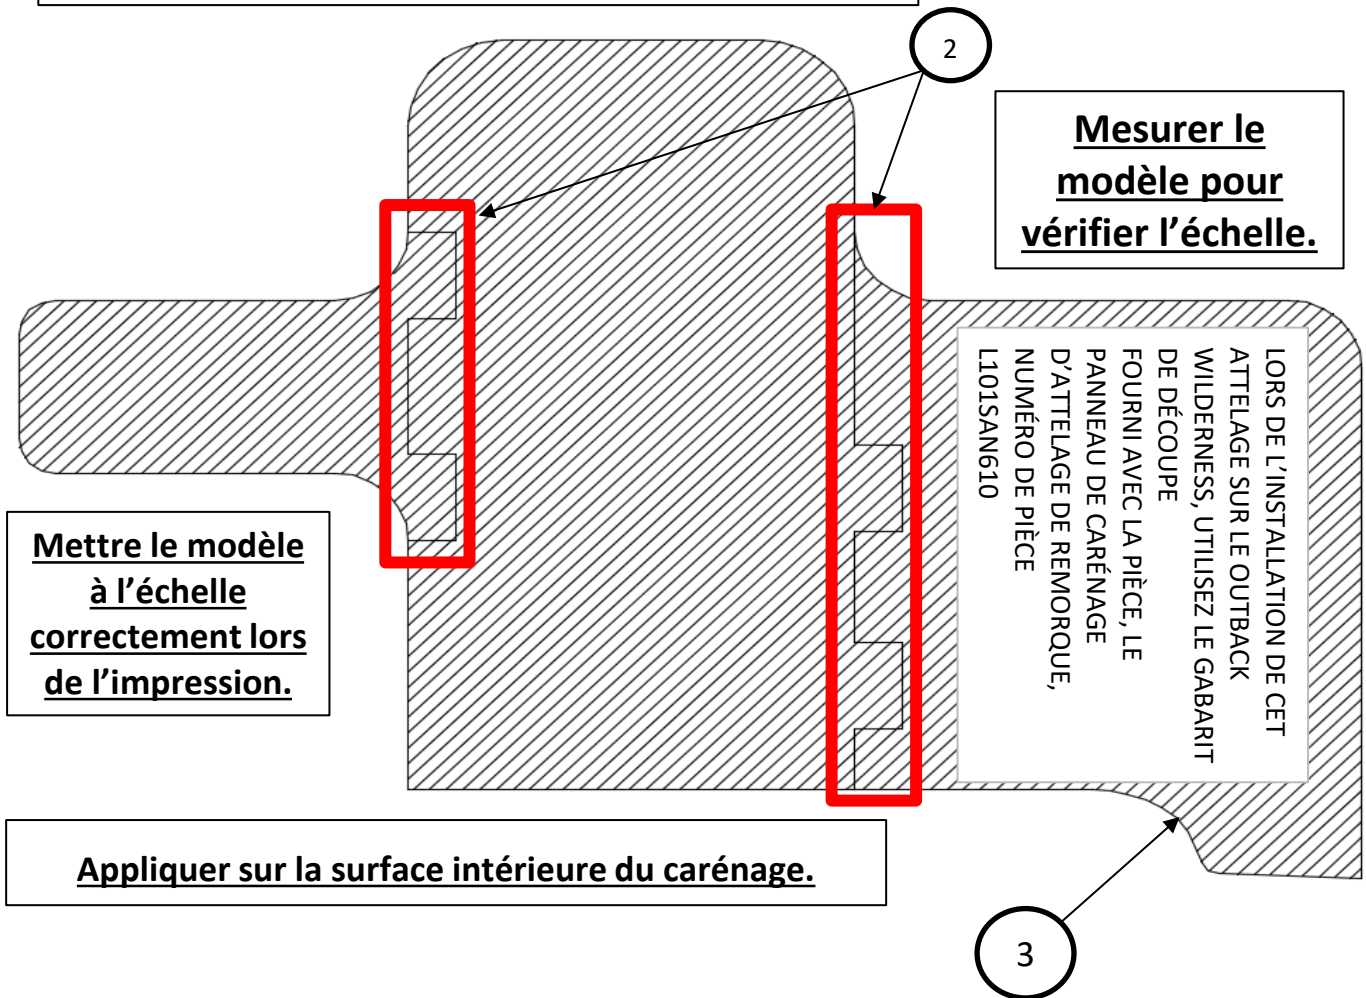 2
Mesurer le
modèle pour
vérifier l’échelle.
LORS DE L’INSTALLATION DE CET
ATTELAGE SUR LE OUTBACK
WILDERNESS, UTILISEZ LE GABARIT
DE DÉCOUPE
FOURNI AVEC LA PIÈCE, LE
PANNEAU DE CARÉNAGE
D’ATTELAGE DE REMORQUE,
NUMÉRO DE PIÈCE
L101SAN610
Mettre le modèle
à l’échelle
correctement lors
de l’impression.
Appliquer sur la surface intérieure du carénage.
3